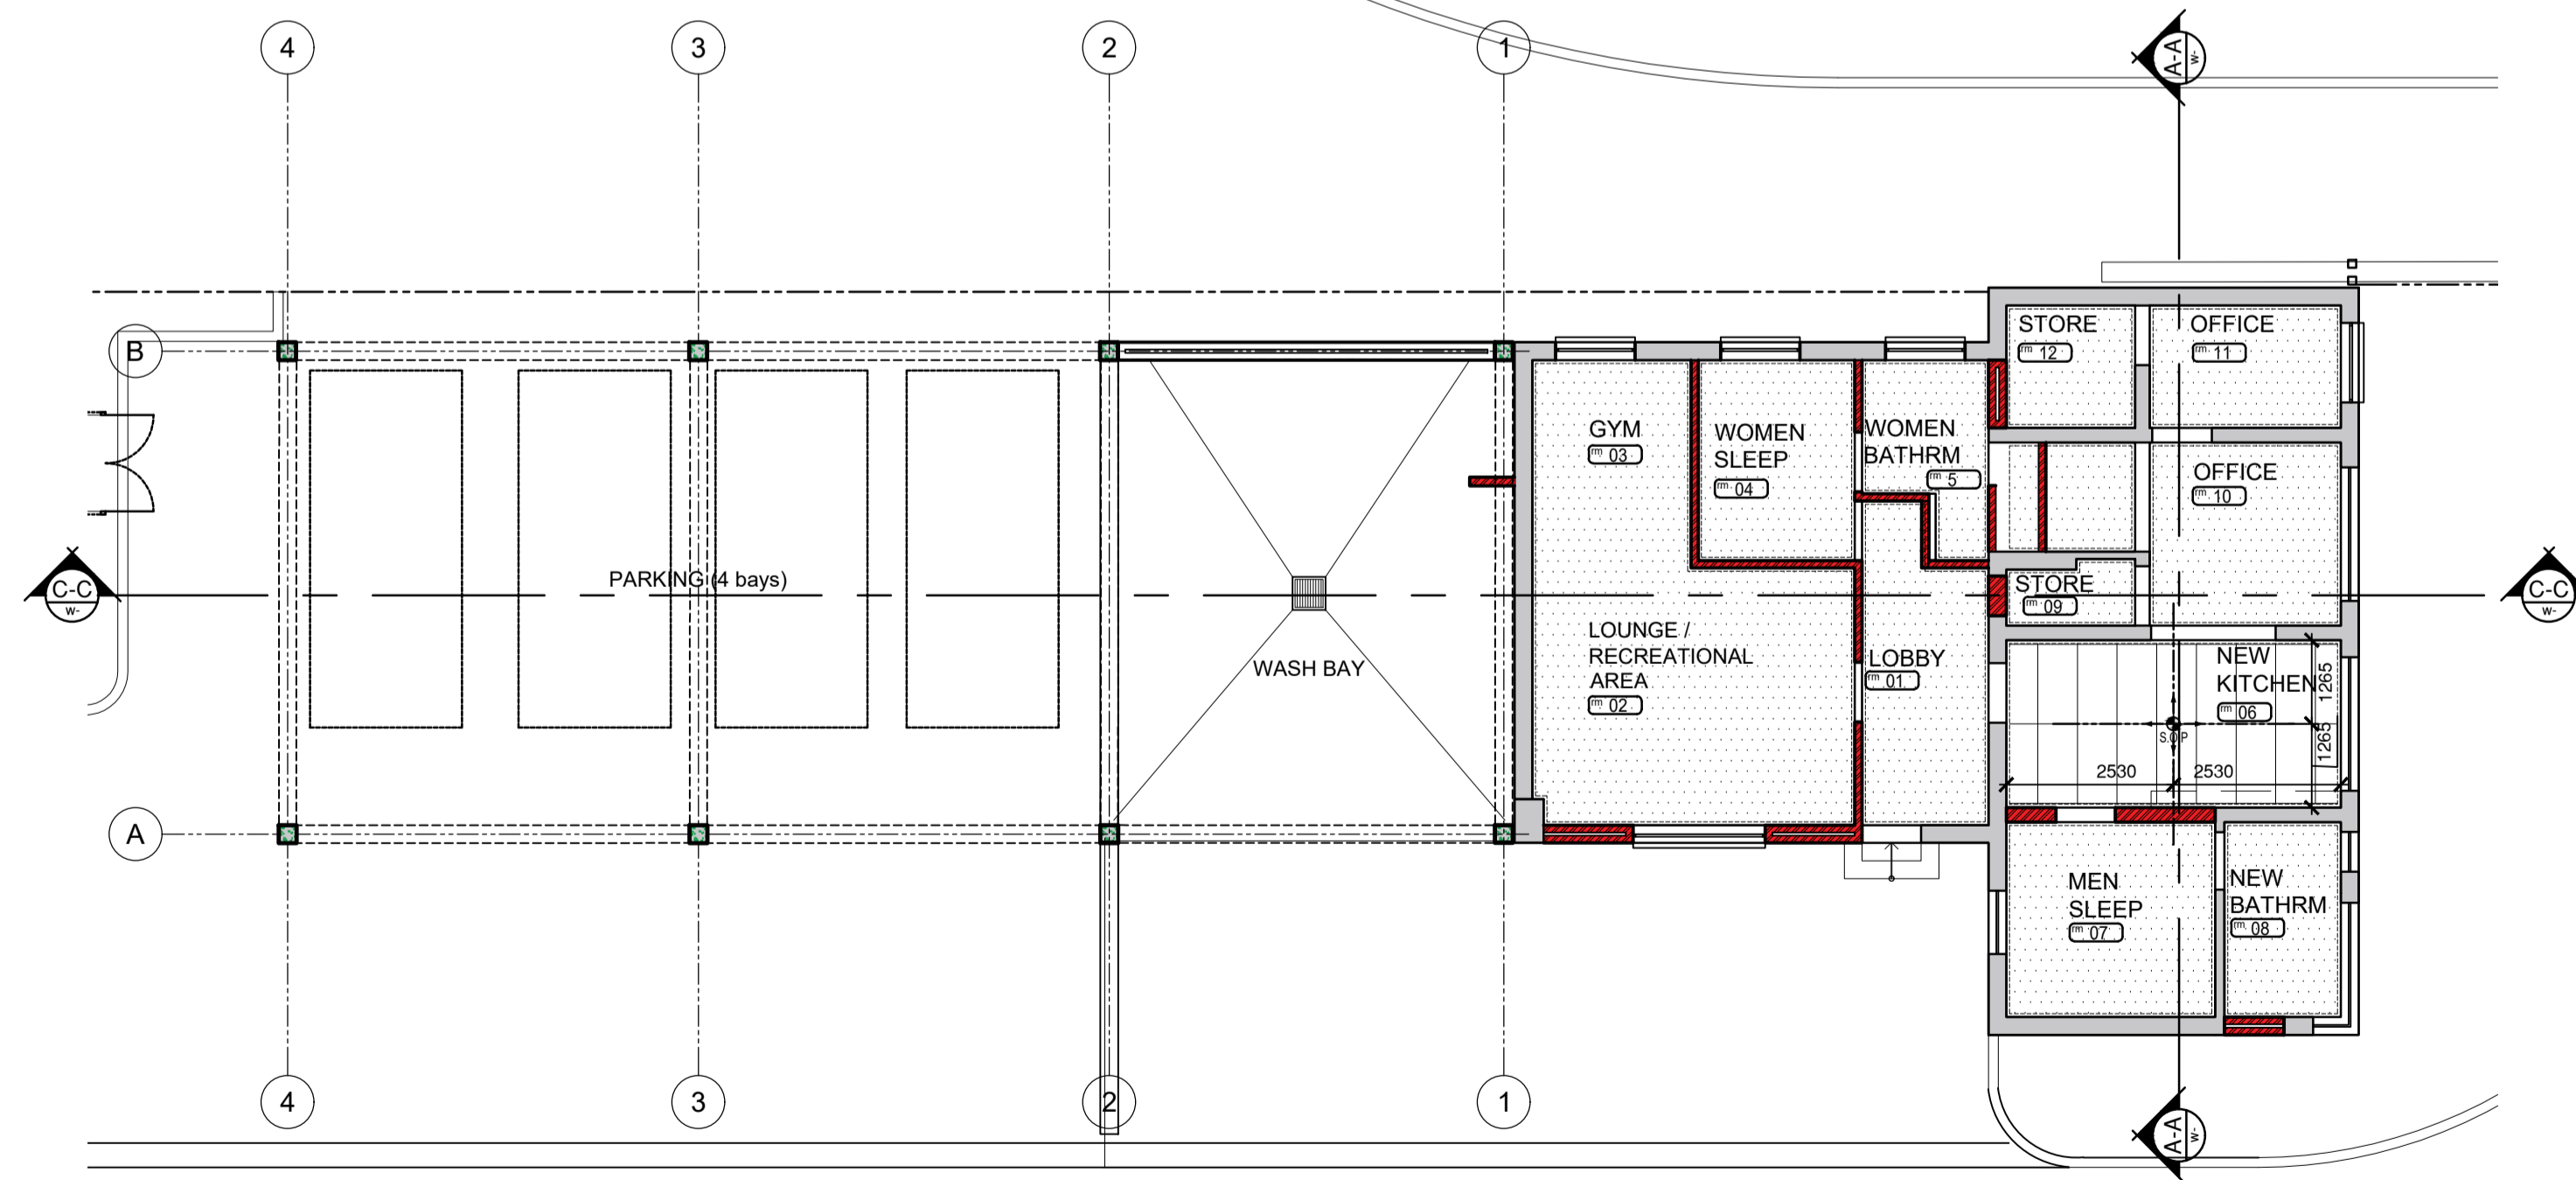 4
3
2
1
A-A
w-
B
STORE
rm 12
OFFICE
rm 11
GYM
rm 03
WOMEN
SLEEP
rm 04
WOMEN
BATHRM
rm 5
OFFICE
rm 10
C-C
w-
PARKING (4 bays)
STORE
rm 09
C-C
w-
LOUNGE /
RECREATIONAL
AREA
rm 02
WASH BAY
LOBBY
rm 01
NEW
KITCHEN
rm 06
1265
1265
S.O.P
2530
2530
A
MEN
SLEEP
rm 07
NEW
BATHRM
rm 08
4
3
2
1
A-A
w-